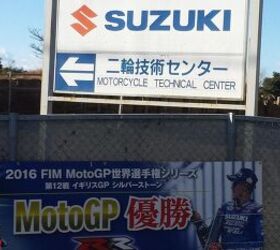 SUZUKI
二輪技術センター
MOTORCYCLE TECHNICAL CENTER
2016 FIM MotoGP世界選手権シリーズ
第12戦 イギリスGP シルバーストーン
MotoGP 優勝
RR